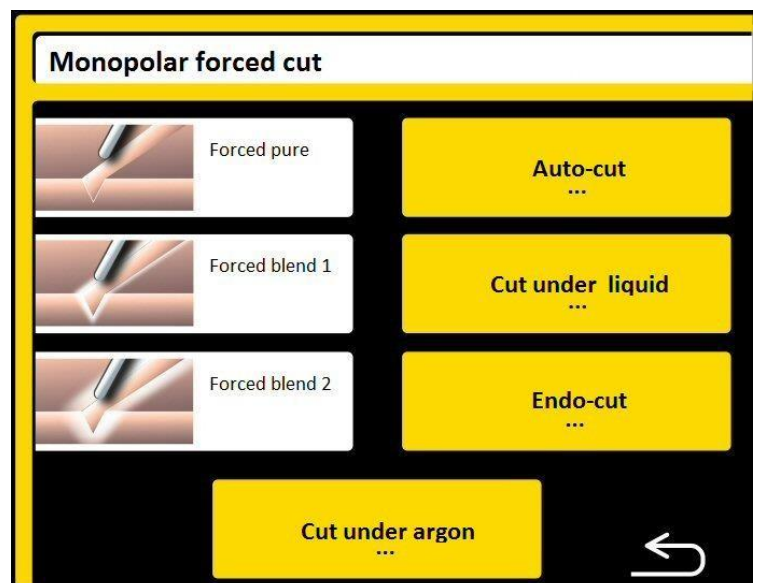 Monopolar forced cut
Forced pure
Auto-cut
...
Forced blend 1
Cut under liquid
...
Forced blend 2
Endo-cut
...
Cut under argon
...